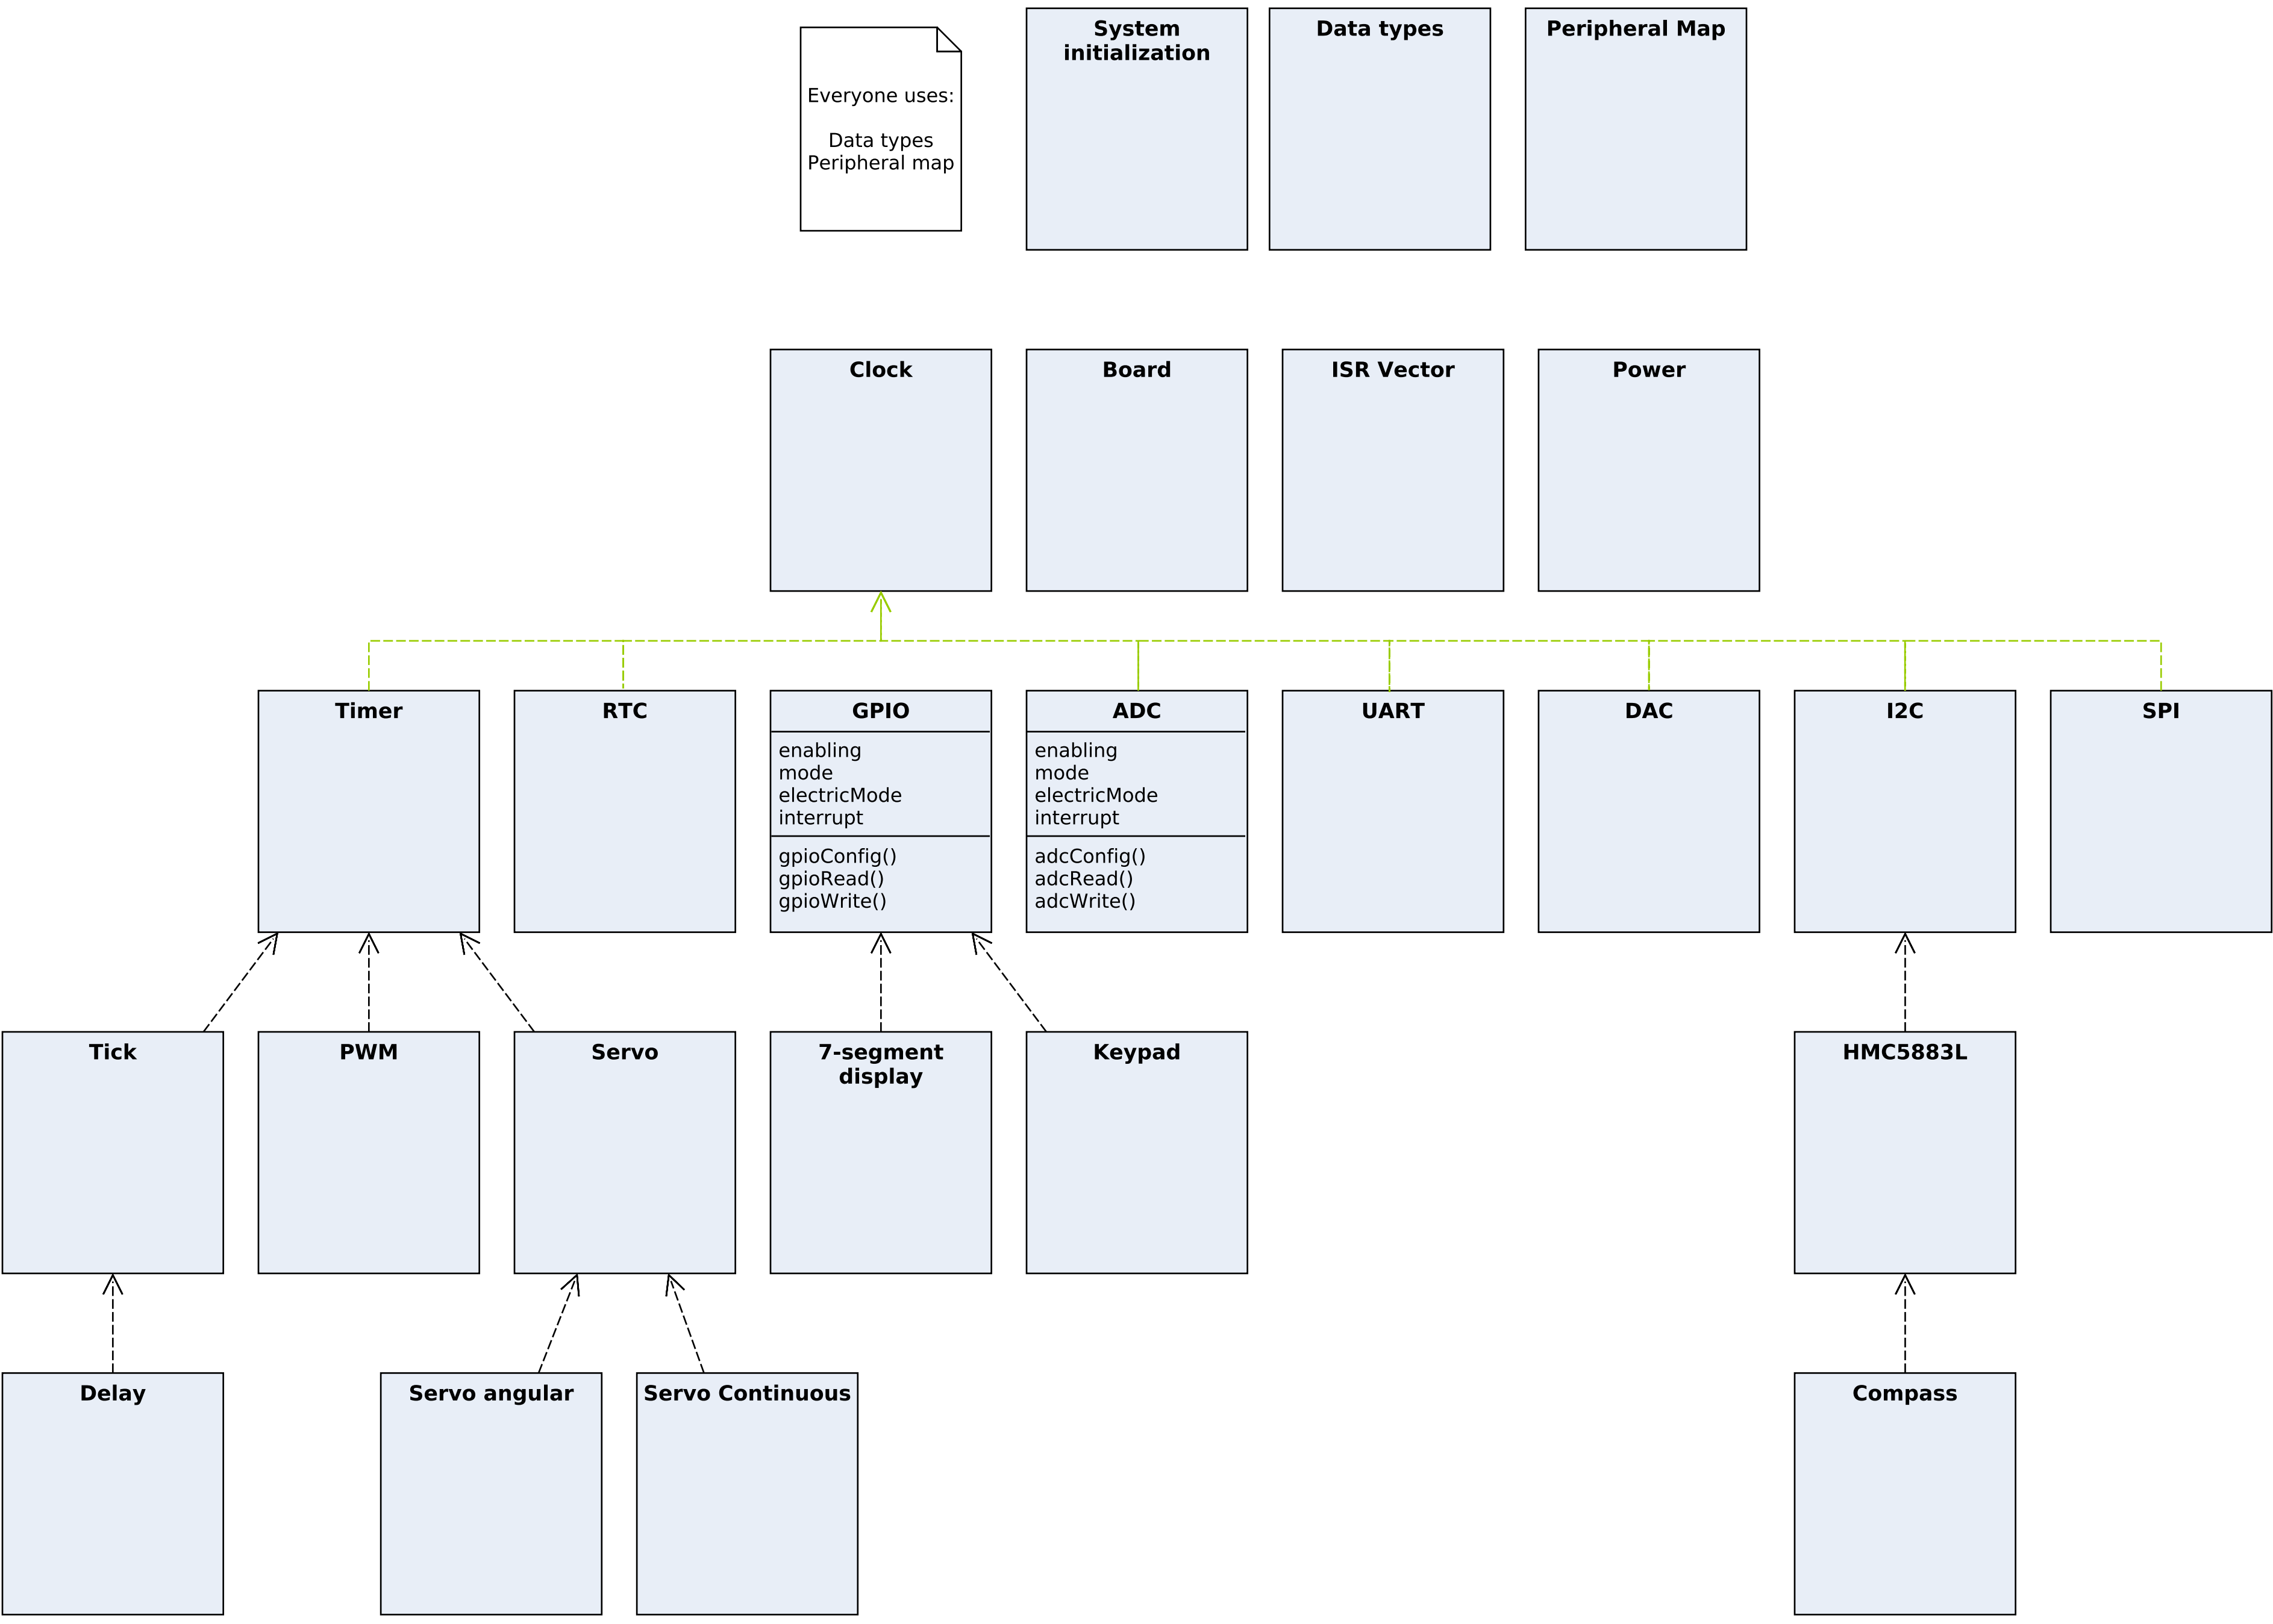 Everyone uses:
Data types
Peripheral map
System
initialization
Data types
Peripheral Map
Clock
Board
ISR Vector
Power
Timer
RTC
GPIO
enabling
mode
electricMode
interrupt
gpioConfig()
gpioRead()
gpioWrite()
ADC
enabling
mode
electricMode
interrupt
adcConfig()
adcRead()
adcWrite()
UART
DAC
I2C
SPI
Tick
PWM
Servo
7-segment
display
Keypad
HMC5883L
Delay
Servo angular
Servo Continuous
Compass